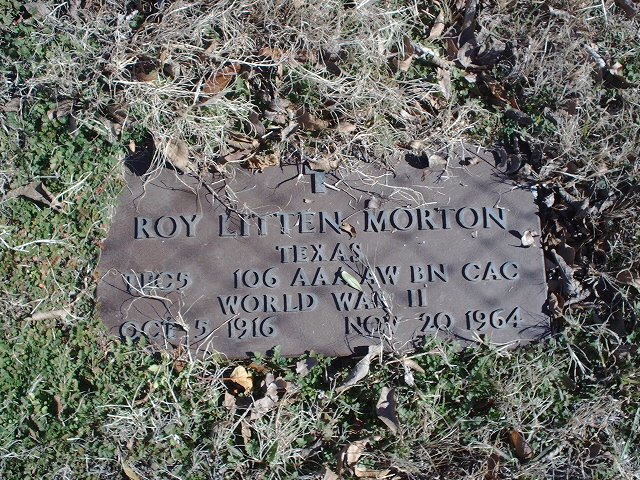 ROY LITTEN MORTON
TEXAS
TEC5 106 AAA AW BN CAC
WORLD WAR II
OCT 5 1916 NOV 20 1964